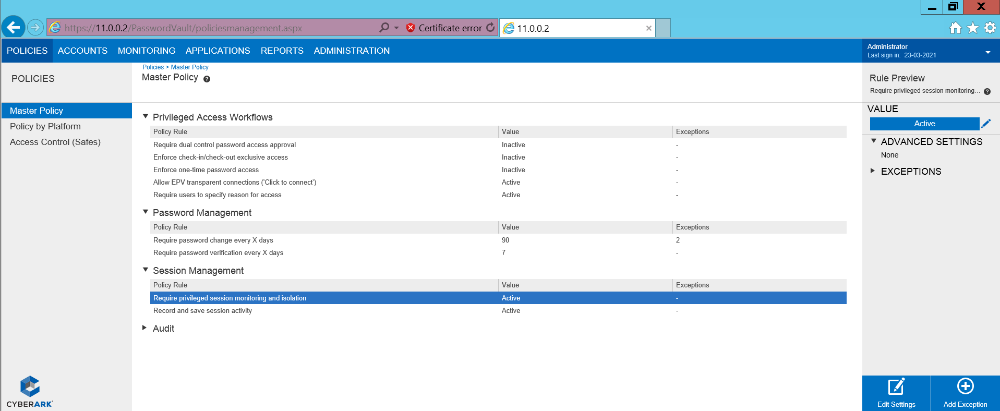 https://11.0.0.2/PasswordVault/policiesmanagement.aspx Certificate error 11.0.0.2
POLICIES ACCOUNTS MONITORING APPLICATIONS REPORTS ADMINISTRATION
Administrator
Last sign in: 23-03-2021
POLICIES
Master Policy
Policy by Platform
Access Control (Safes)
Policies > Master Policy
Master Policy ?
Privileged Access Workflows
Policy Rule Value Exceptions
Require dual control password access approval Inactive -
Enforce check-in/check-out exclusive access Inactive -
Enforce one-time password access Inactive -
Allow EPV transparent connections ('Click to connect') Active -
Require users to specify reason for access Active -
Password Management
Policy Rule Value Exceptions
Require password change every X days 90 2
Require password verification every X days 7 -
Session Management
Policy Rule Value Exceptions
Require privileged session monitoring and isolation Active -
Record and save session activity Active -
Audit
Rule Preview
Require privileged session monitoring... ?
VALUE
Active
ADVANCED SETTINGS
None
EXCEPTIONS
CYBERARK
Edit Settings
Add Exception